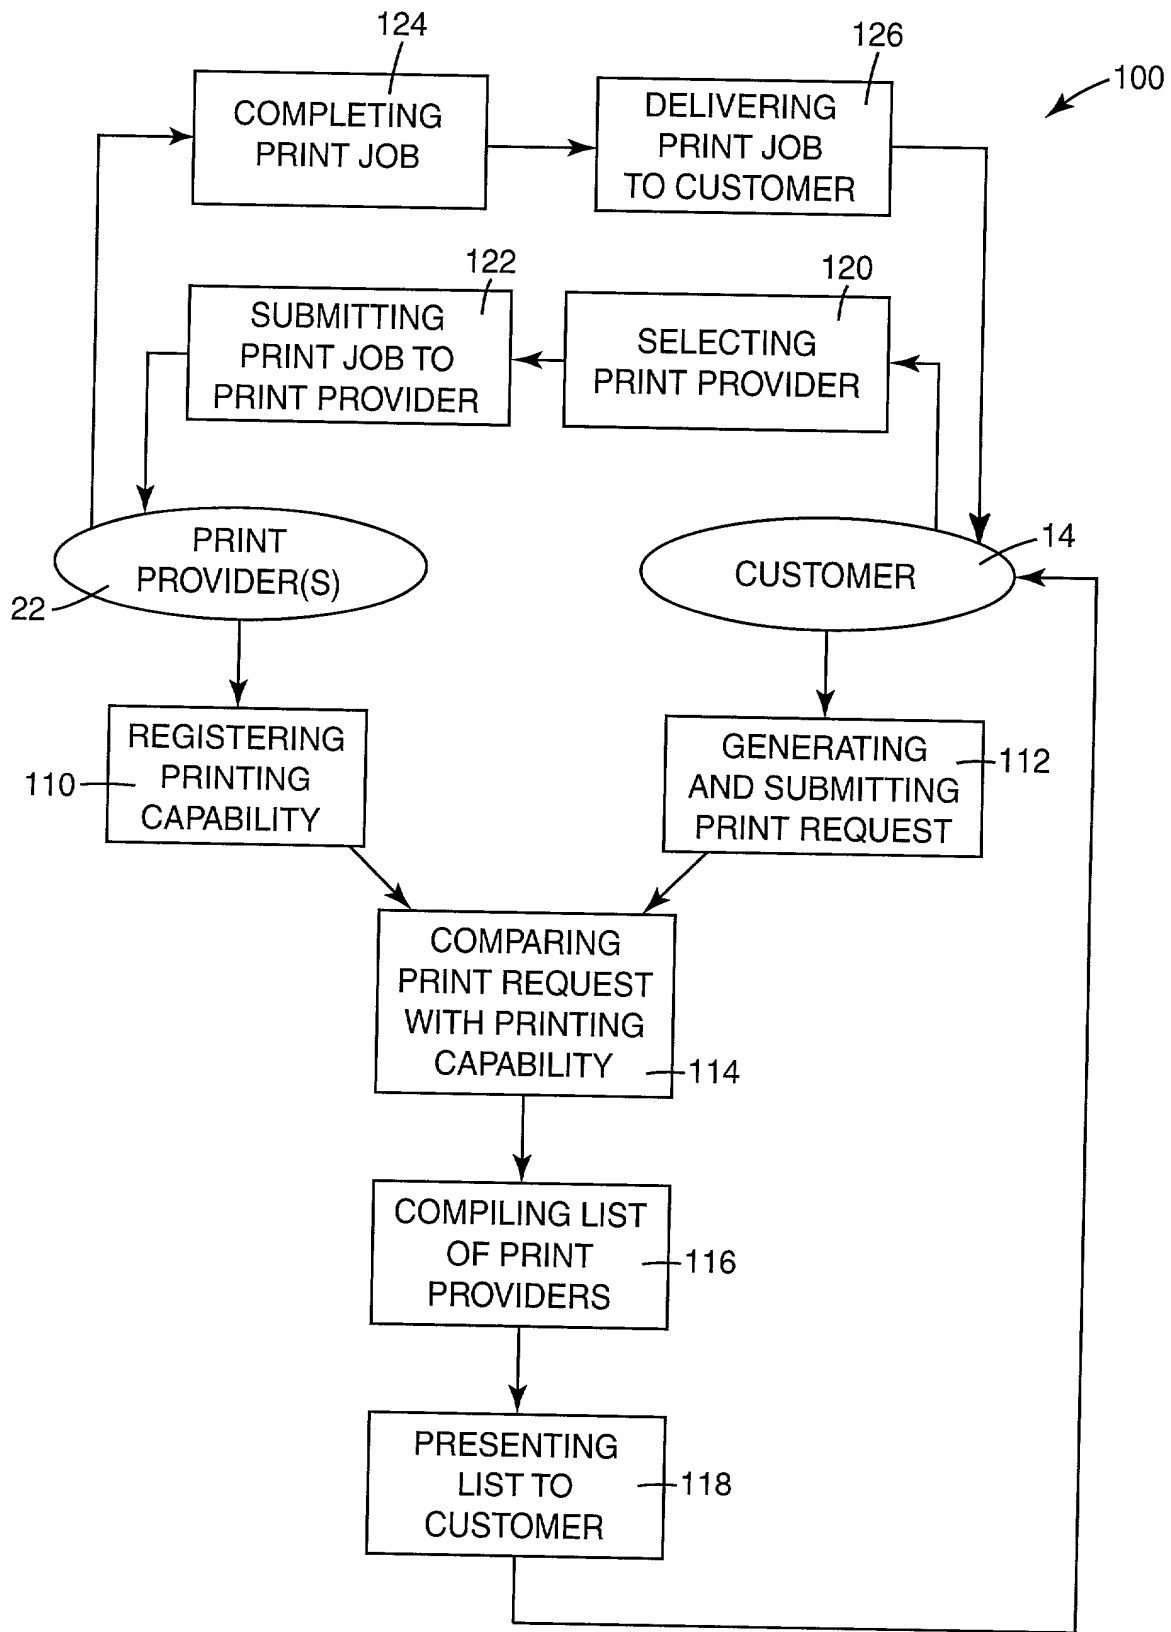 124
126
100
COMPLETING
PRINT JOB
DELIVERING
PRINT JOB
TO CUSTOMER
122
120
SUBMITTING
PRINT JOB TO
PRINT PROVIDER
SELECTING
PRINT PROVIDER
PRINT
PROVIDER(S)
22
CUSTOMER
14
REGISTERING
PRINTING
CAPABILITY
110
GENERATING
AND SUBMITTING
PRINT REQUEST
112
COMPARING
PRINT REQUEST
WITH PRINTING
CAPABILITY
114
COMPILING LIST
OF PRINT
PROVIDERS
116
PRESENTING
LIST TO
CUSTOMER
118